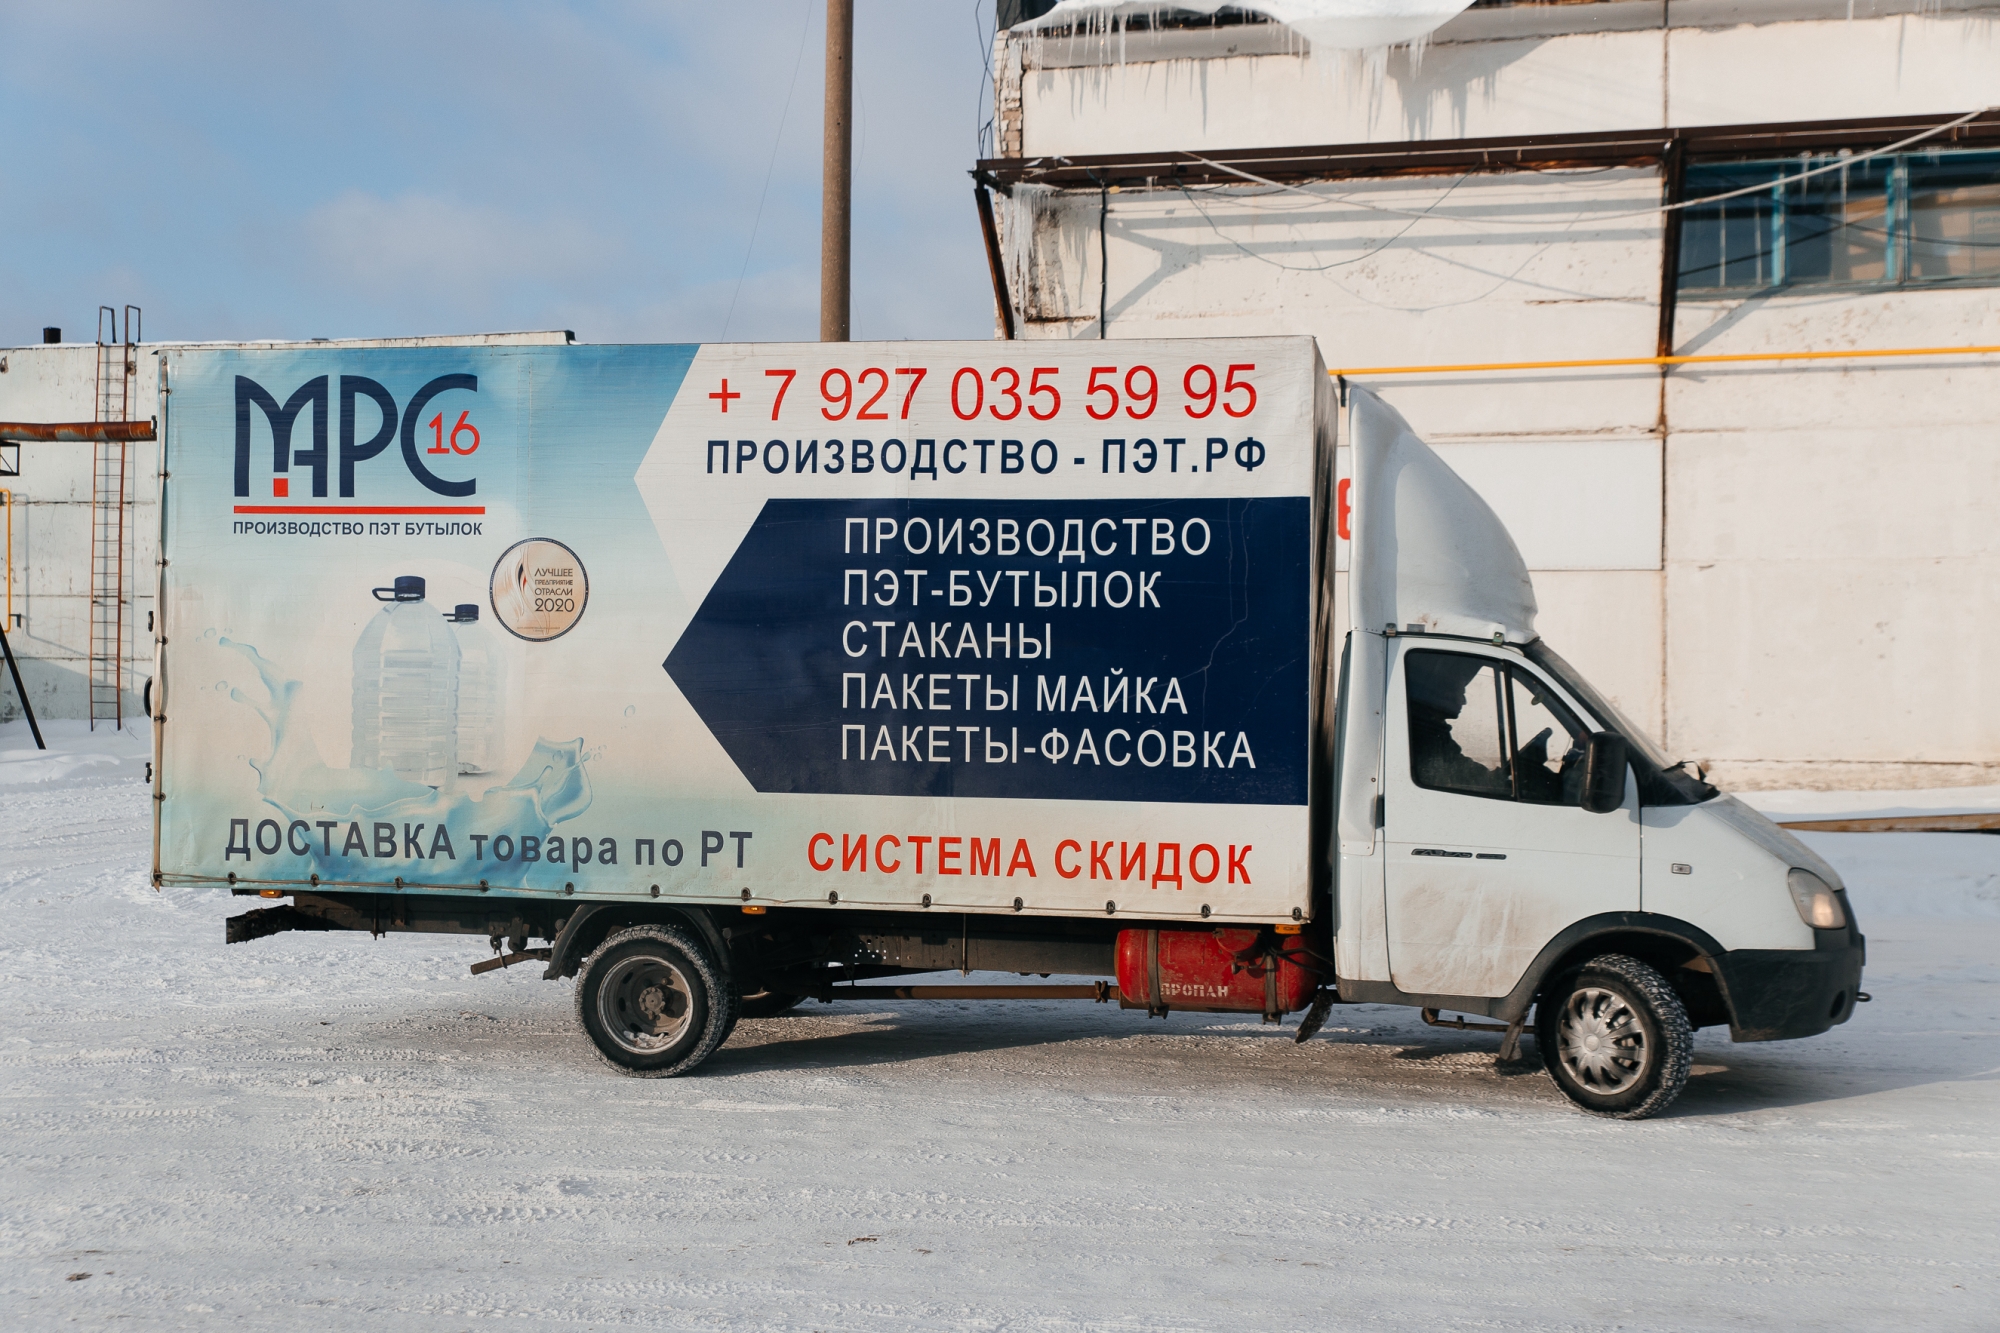 МАРС 16
ПРОИЗВОДСТВО ПЭТ БУТЫЛОК
ЛУЧШЕЕ
ПРЕДПРИЯТИЕ
ОТРАСЛИ
2020
+ 7 927 035 59 95
ПРОИЗВОДСТВО - ПЭТ.РФ
ПРОИЗВОДСТВО
ПЭТ-БУТЫЛОК
СТАКАНЫ
ПАКЕТЫ МАЙКА
ПАКЕТЫ-ФАСОВКА
ДОСТАВКА товара по РТ
СИСТЕМА СКИДОК
ПРОПАН